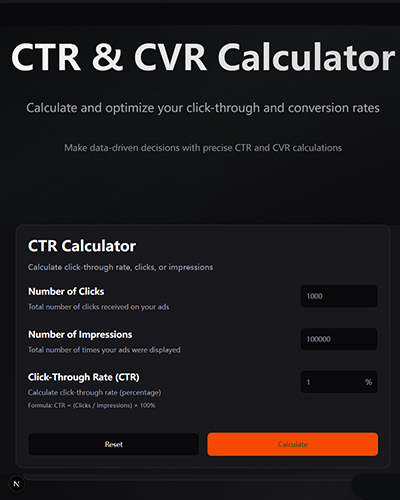 CTR & CVR Calculator
Calculate and optimize your click-through and conversion rates
Make data-driven decisions with precise CTR and CVR calculations
CTR Calculator
Calculate click-through rate, clicks, or impressions
Number of Clicks
Total number of clicks received on your ads
1000
Number of Impressions
Total number of times your ads were displayed
100000
Click-Through Rate (CTR)
Calculate click-through rate (percentage)
Formula: CTR = (Clicks / Impressions) × 100%
1 %
Reset
Calculate
N